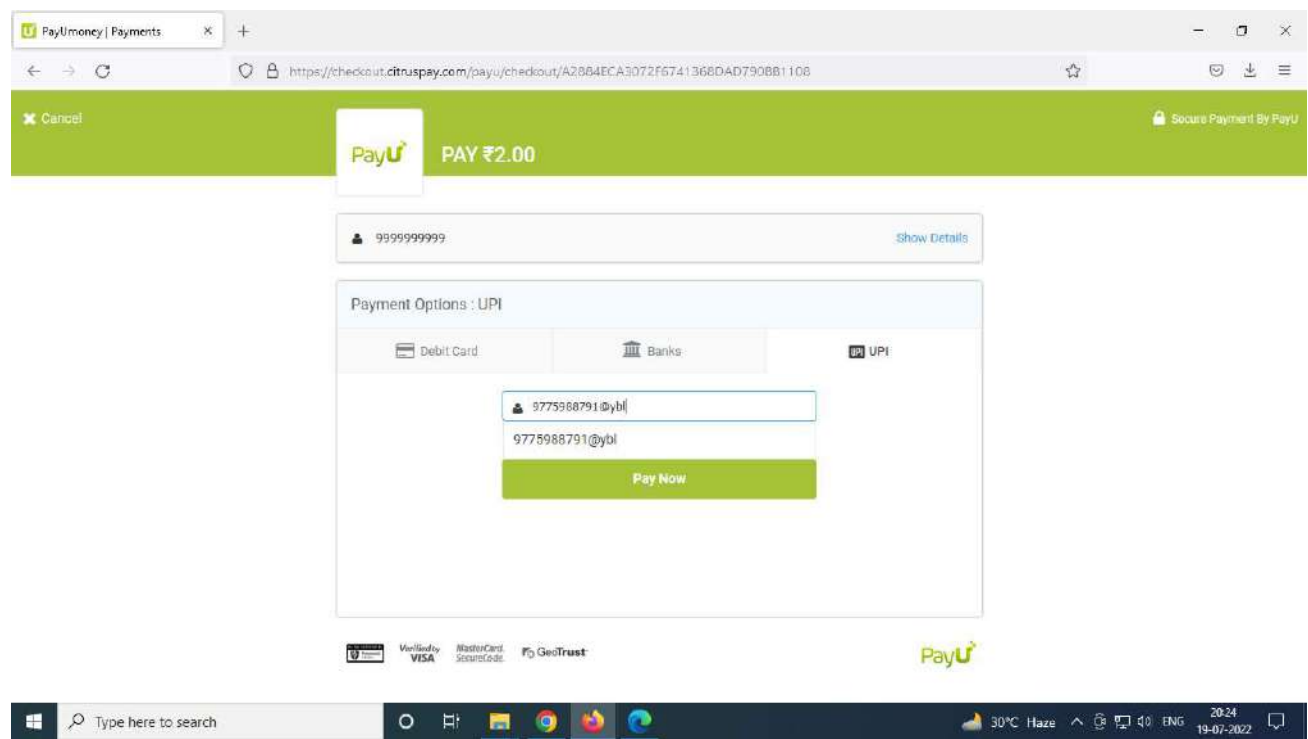 PayUmoney | Payments
https://checkout.citruspay.com/payu/checkout/A2884ECA3072F6741368DAD790881108
Cancel
Secure Payment By PayU
PayU
PAY ₹2.00
9999999999
Show Details
Payment Options : UPI
Debit Card
Banks
UPI
9775988791@ybl
9775988791@ybl
Pay Now
Verified by VISA
MasterCard. SecureCode.
GeoTrust
PayU
Type here to search
30°C Haze
ENG
20:24
19-07-2022